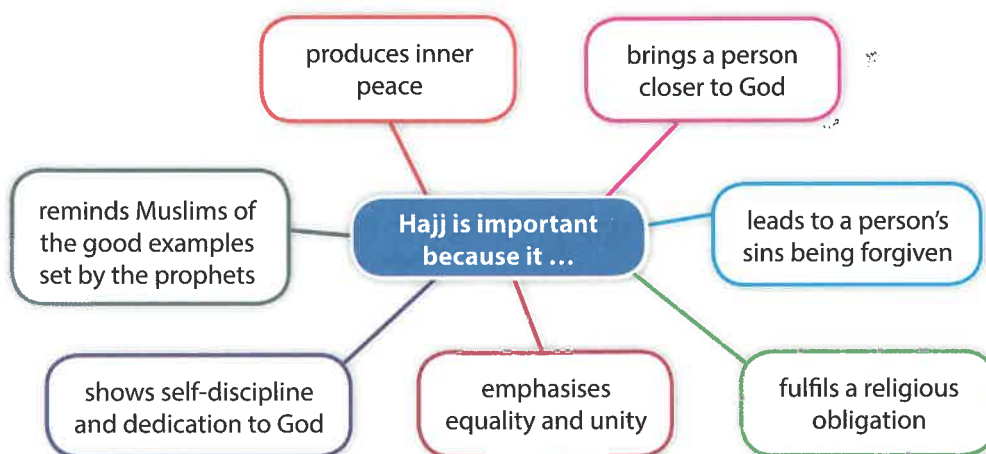 produces inner
peace
brings a person
closer to God
reminds Muslims of
the good examples
set by the prophets
Hajj is important
because it ...
leads to a person's
sins being forgiven
shows self-discipline
and dedication to God
emphasises
equality and unity
fulfils a religious
obligation